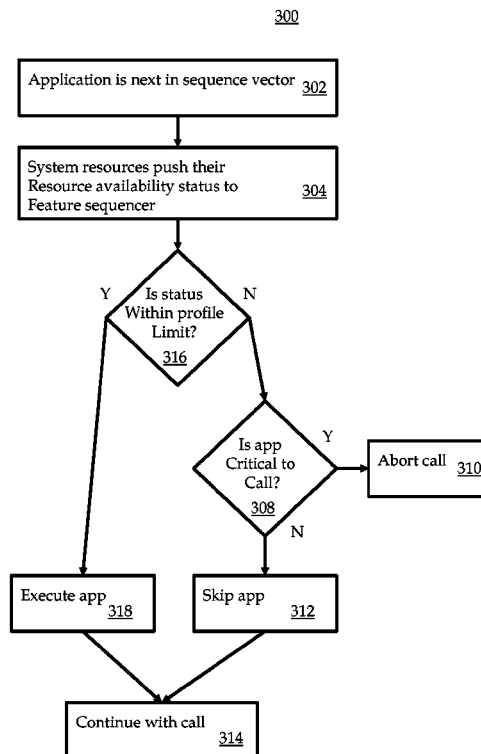 300
Application is next in sequence vector 302
System resources push their
Resource availability status to
Feature sequencer
304
Y
Is status
Within profile
Limit?
316
N
Is app
Critical to
Call?
308
Y
N
Abort call
310
Execute app
318
Skip app
312
Continue with call
314